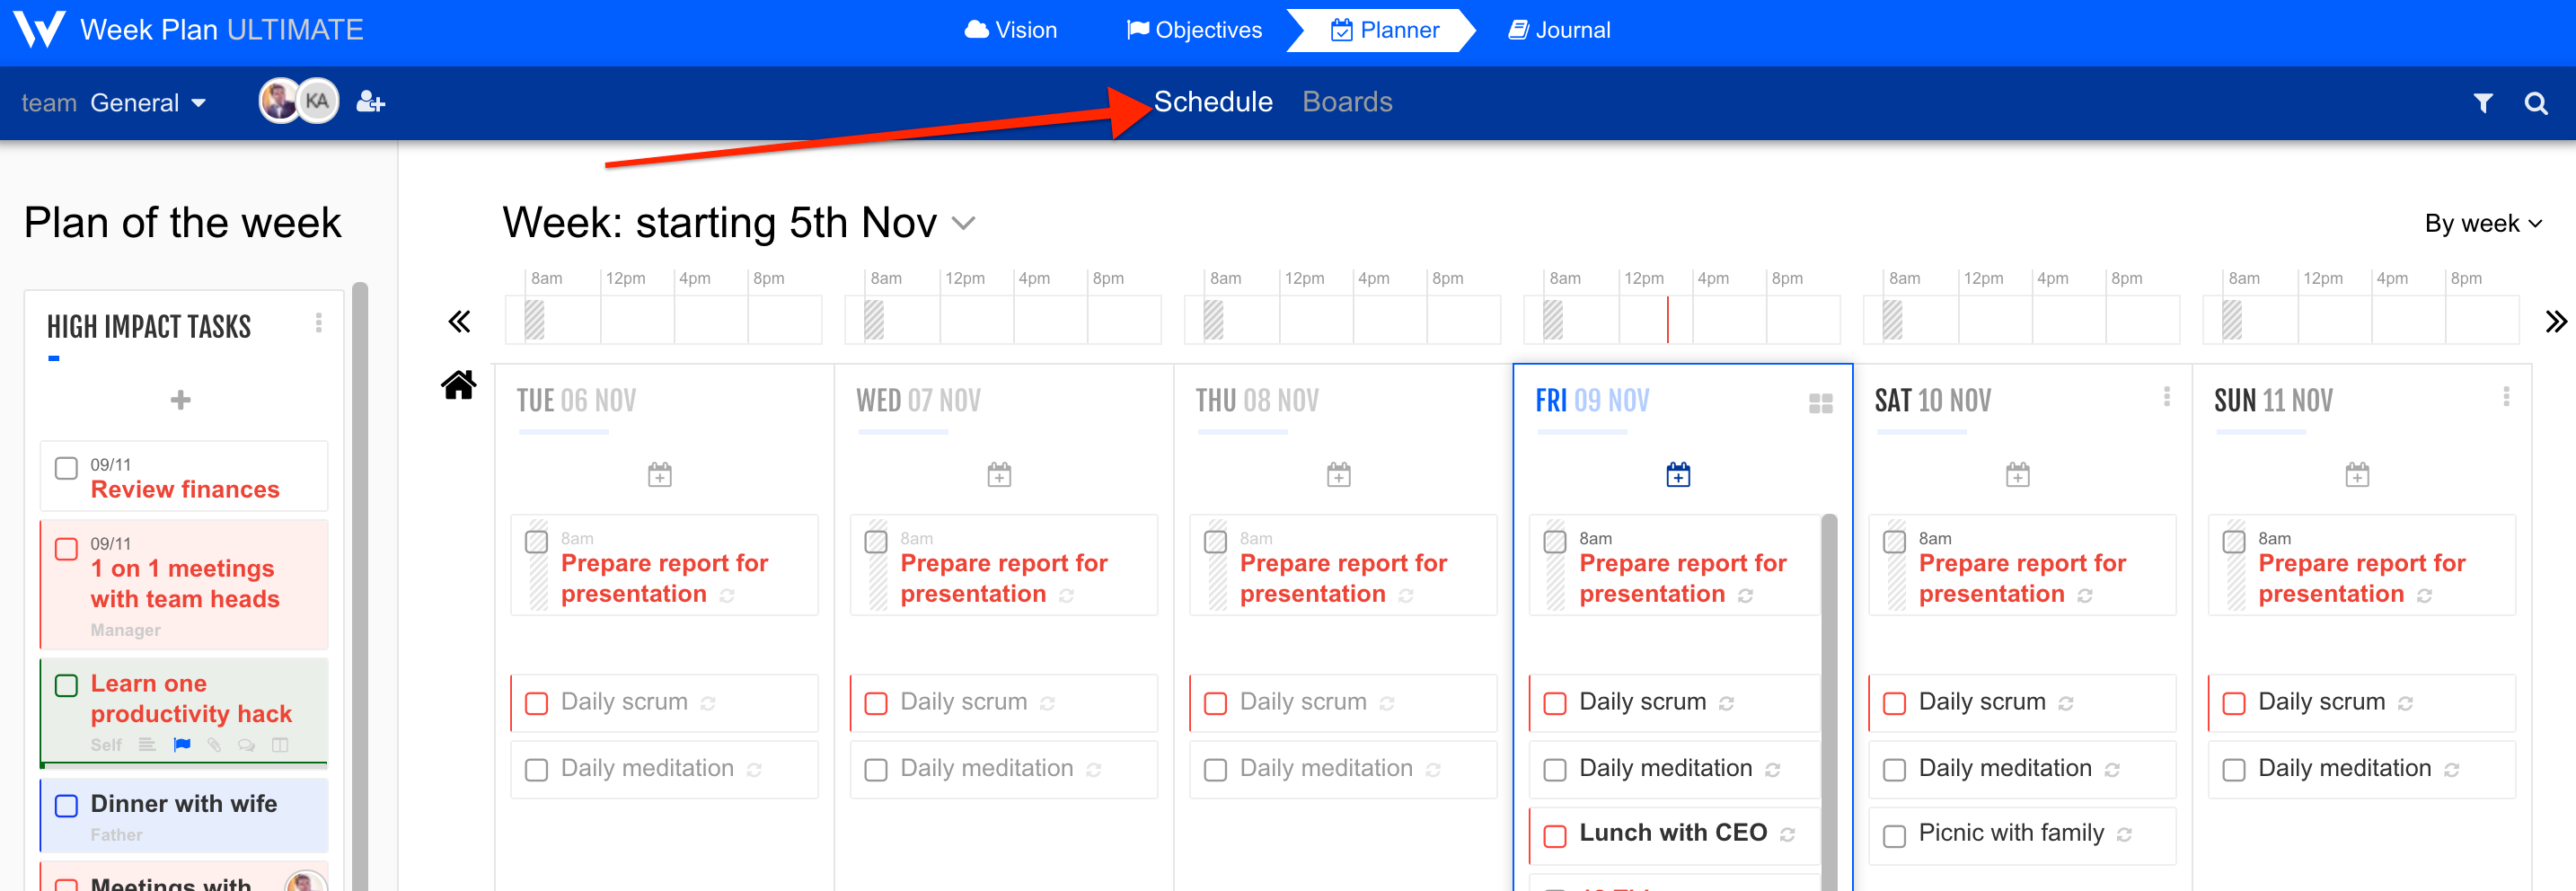 Week Plan ULTIMATE
Vision
Objectives
Planner
Journal
team General
KA
Schedule
Boards
Plan of the week
Week: starting 5th Nov
By week
8am 12pm 4pm 8pm
8am 12pm 4pm 8pm
8am 12pm 4pm 8pm
8am 12pm 4pm 8pm
8am 12pm 4pm 8pm
8am 12pm 4pm 8pm
HIGH IMPACT TASKS
09/11
Review finances
09/11
1 on 1 meetings
with team heads
Manager
Learn one
productivity hack
Self
Dinner with wife
Father
Meetings with
TUE 06 NOV
8am
Prepare report for
presentation
Daily scrum
Daily meditation
WED 07 NOV
8am
Prepare report for
presentation
Daily scrum
Daily meditation
THU 08 NOV
8am
Prepare report for
presentation
Daily scrum
Daily meditation
FRI 09 NOV
8am
Prepare report for
presentation
Daily scrum
Daily meditation
Lunch with CEO
SAT 10 NOV
8am
Prepare report for
presentation
Daily scrum
Daily meditation
Picnic with family
SUN 11 NOV
8am
Prepare report for
presentation
Daily scrum
Daily meditation